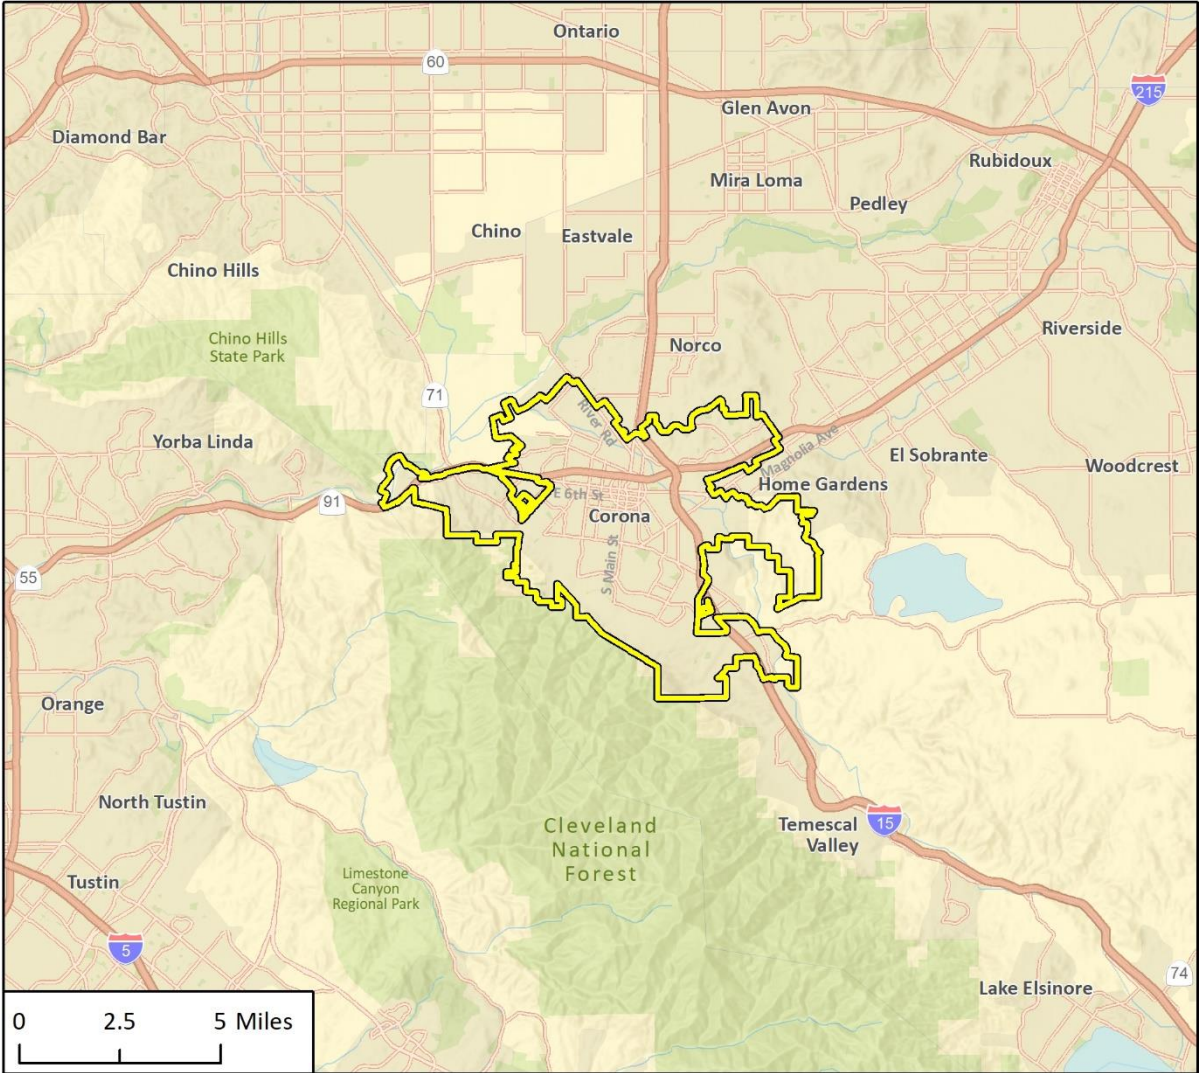 Ontario
60
215
Glen Avon
Diamond Bar
Rubidoux
Mira Loma
Pedley
Chino
Eastvale
Chino Hills
Riverside
Chino Hills
State Park
Norco
71
River Rd
Yorba Linda
Magnolia Ave
El Sobrante
Woodcrest
Home Gardens
91
E 6th St
Corona
S Main St
55
Orange
North Tustin
Cleveland
National
Forest
Temescal
Valley
15
Tustin
Limestone
Canyon
Regional Park
5
74
Lake Elsinore
0 2.5 5 Miles